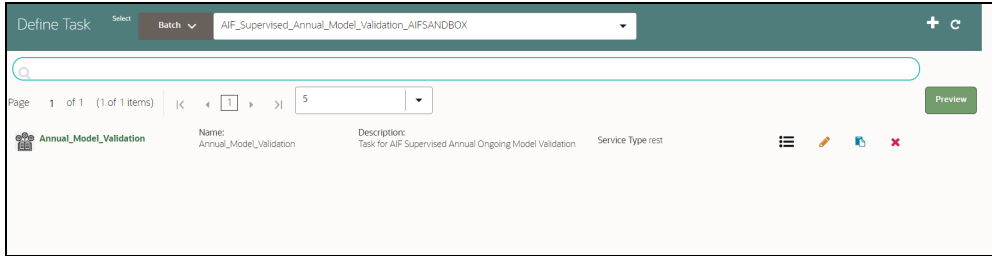 Define Task Select Batch AIF_Supervised_Annual_Model_Validation_AIFSANDBOX
Page 1 of 1 (1 of 1 items) 1 5 Preview
Annual_Model_Validation Name: Description: Service Type rest
Annual_Model_Validation Task for AIF Supervised Annual Ongoing Model Validation